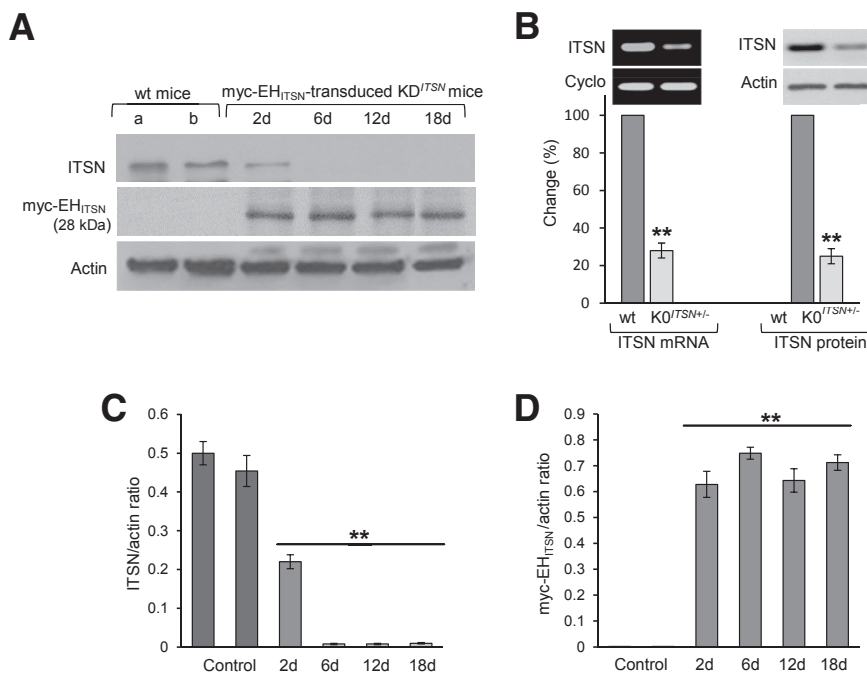 A
wt mice
myc-EHITSN-transduced KDITSN mice
a b 2d 6d 12d 18d
ITSN
myc-EHITSN
(28 kDa)
Actin
B
ITSN
Cyclo
ITSN
Actin
Change (%)
100
80
60
40
20
0
**
**
wt K0ITSN+/-
wt K0ITSN+/-
ITSN mRNA
ITSN protein
C
ITSN/actin ratio
0.6
0.5
0.4
0.3
0.2
0.1
0
**
Control 2d 6d 12d 18d
D
myc-EHITSN/actin ratio
0.9
0.8
0.7
0.6
0.5
0.4
0.3
0.2
0.1
0
**
Control 2d 6d 12d 18d